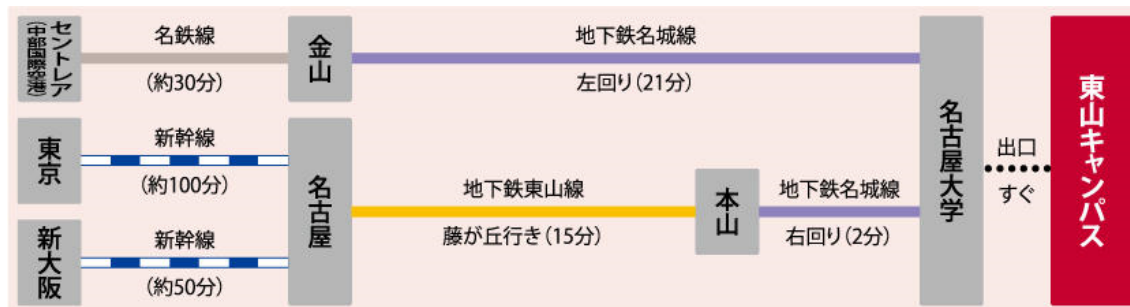 セントレア
(中部国際空港)
名鉄線
(約30分)
金山
地下鉄名城線
左回り(21分)
東京
新幹線
(約100分)
新大阪
新幹線
(約50分)
名古屋
地下鉄東山線
藤が丘行き(15分)
本山
地下鉄名城線
右回り(2分)
名古屋大学
出口
すぐ
東山キャンパス